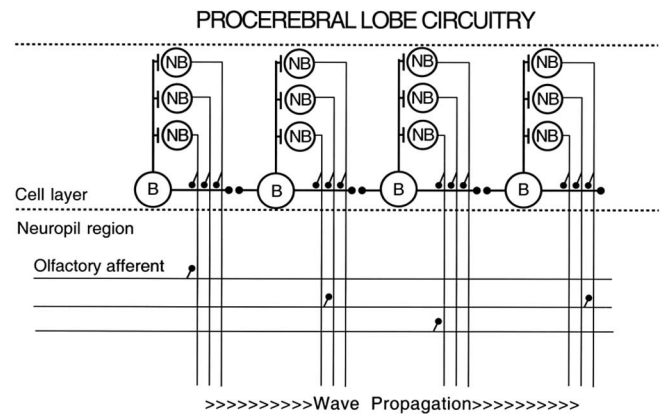 PROCEREBRAL LOBE CIRCUITRY
NB NB NB NB
NB NB NB NB
NB NB NB NB
B B B B
Cell layer
Neuropil region
Olfactory afferent
>>>>>>>>>>Wave Propagation>>>>>>>>>>